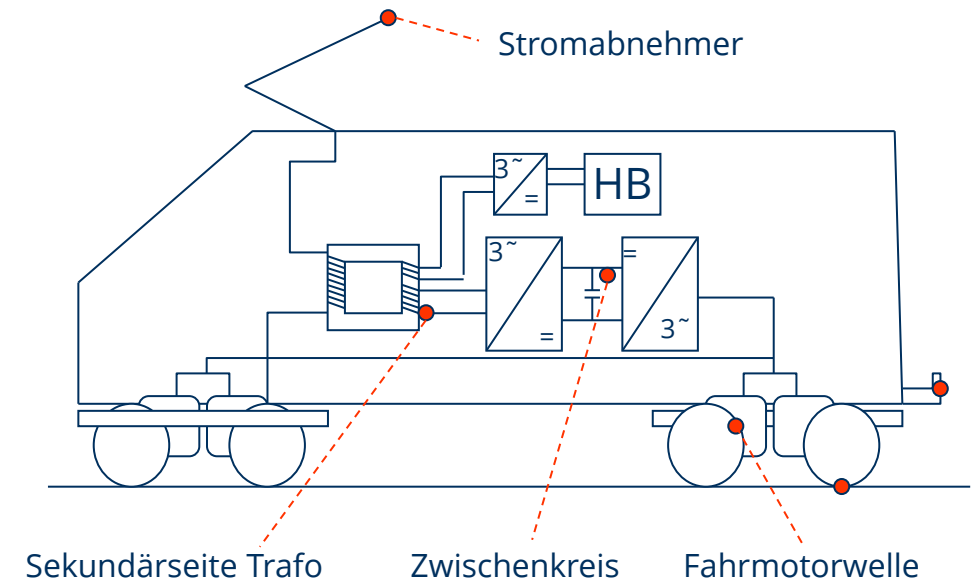 Stromabnehmer
3~
=
HB
3~
=
=
3~
Sekundärseite Trafo
Zwischenkreis
Fahrmotorwelle